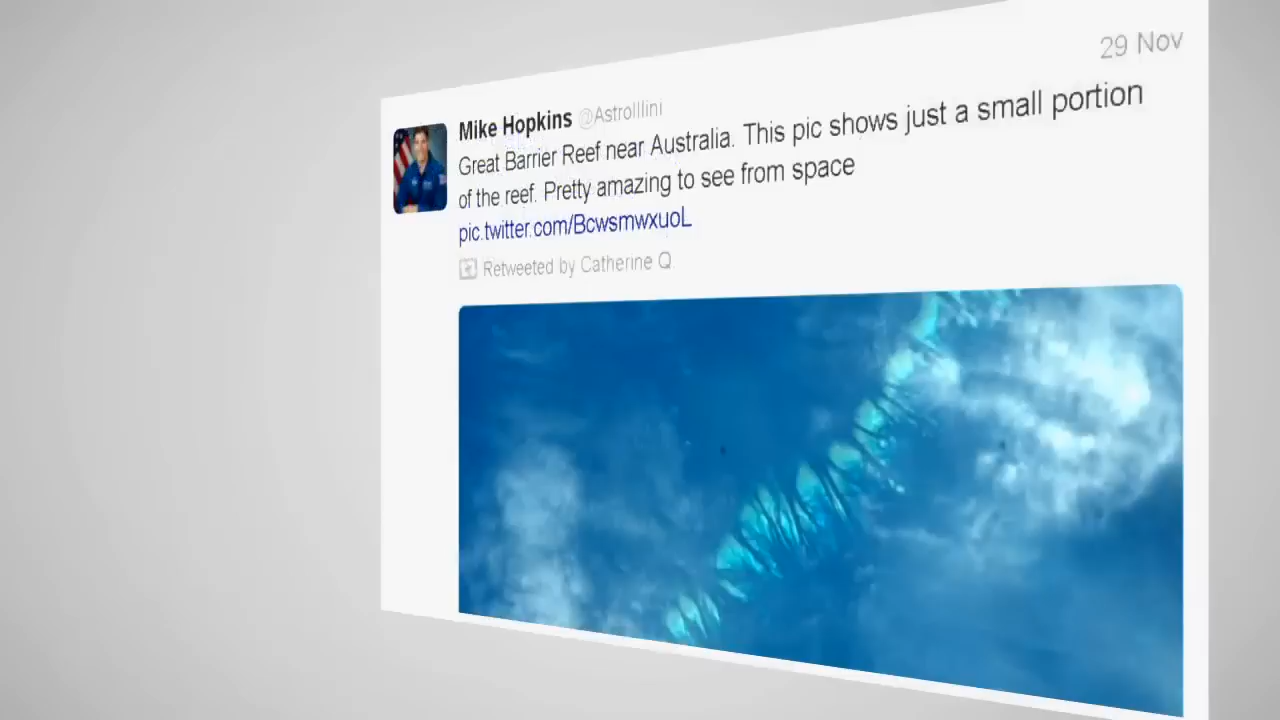 29 Nov
Mike Hopkins @AstroIllini
Great Barrier Reef near Australia. This pic shows just a small portion
of the reef. Pretty amazing to see from space
pic.twitter.com/BcwsmwxuoL
Retweeted by Catherine Q